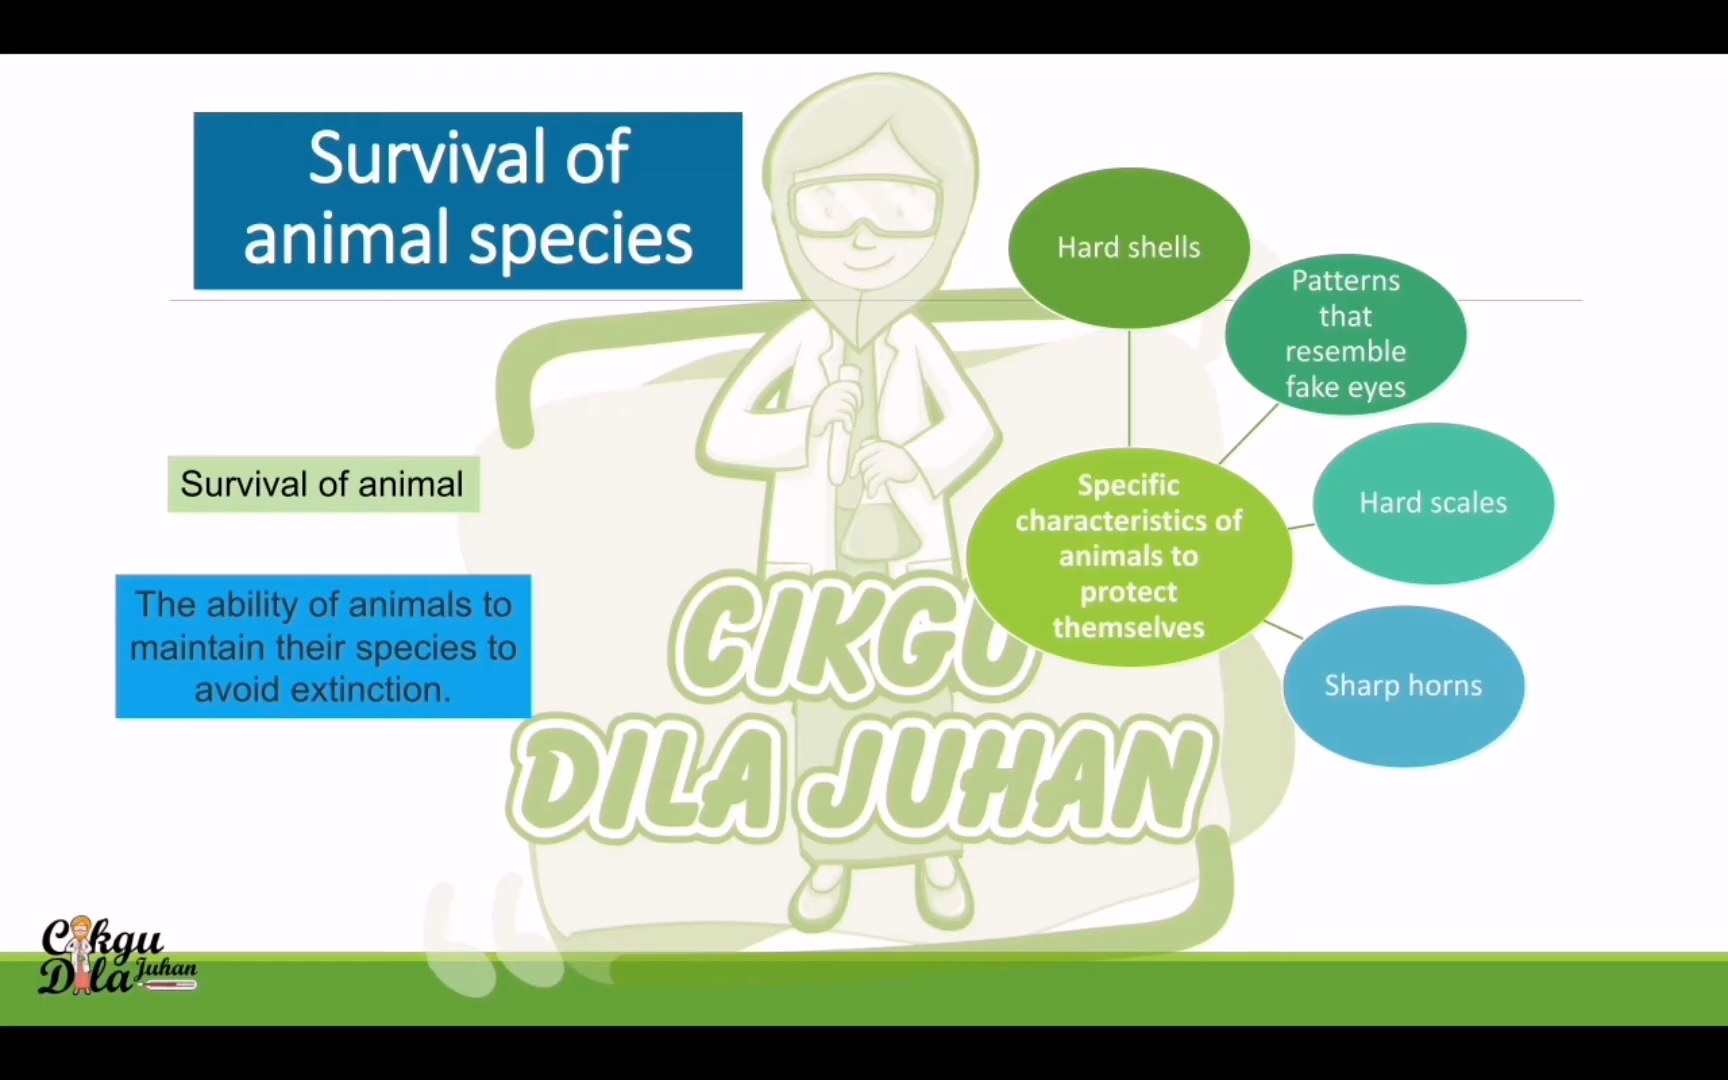 Survival of
animal species
Survival of animal
The ability of animals to
maintain their species to
avoid extinction.
Hard shells
Patterns
that
resemble
fake eyes
Hard scales
Specific
characteristics of
animals to
protect
themselves
Sharp horns
CIKGU
DILA JUHAN
Cikgu
Dila Juhan